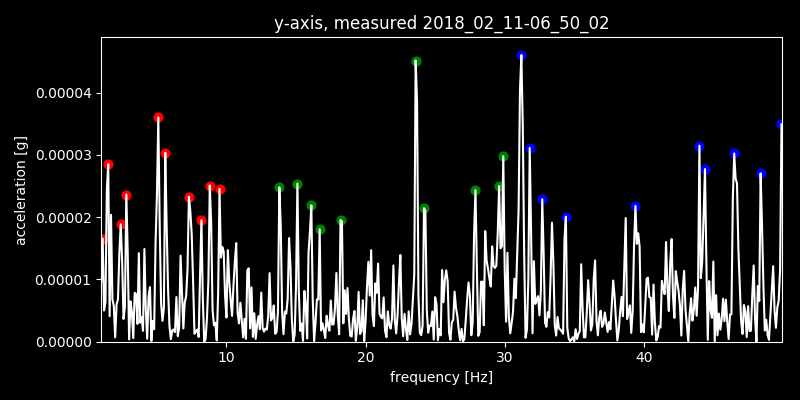 y-axis, measured 2018_02_11-06_50_02
acceleration [g]
0.00004
0.00003
0.00002
0.00001
0.00000
10 20 30 40
frequency [Hz]